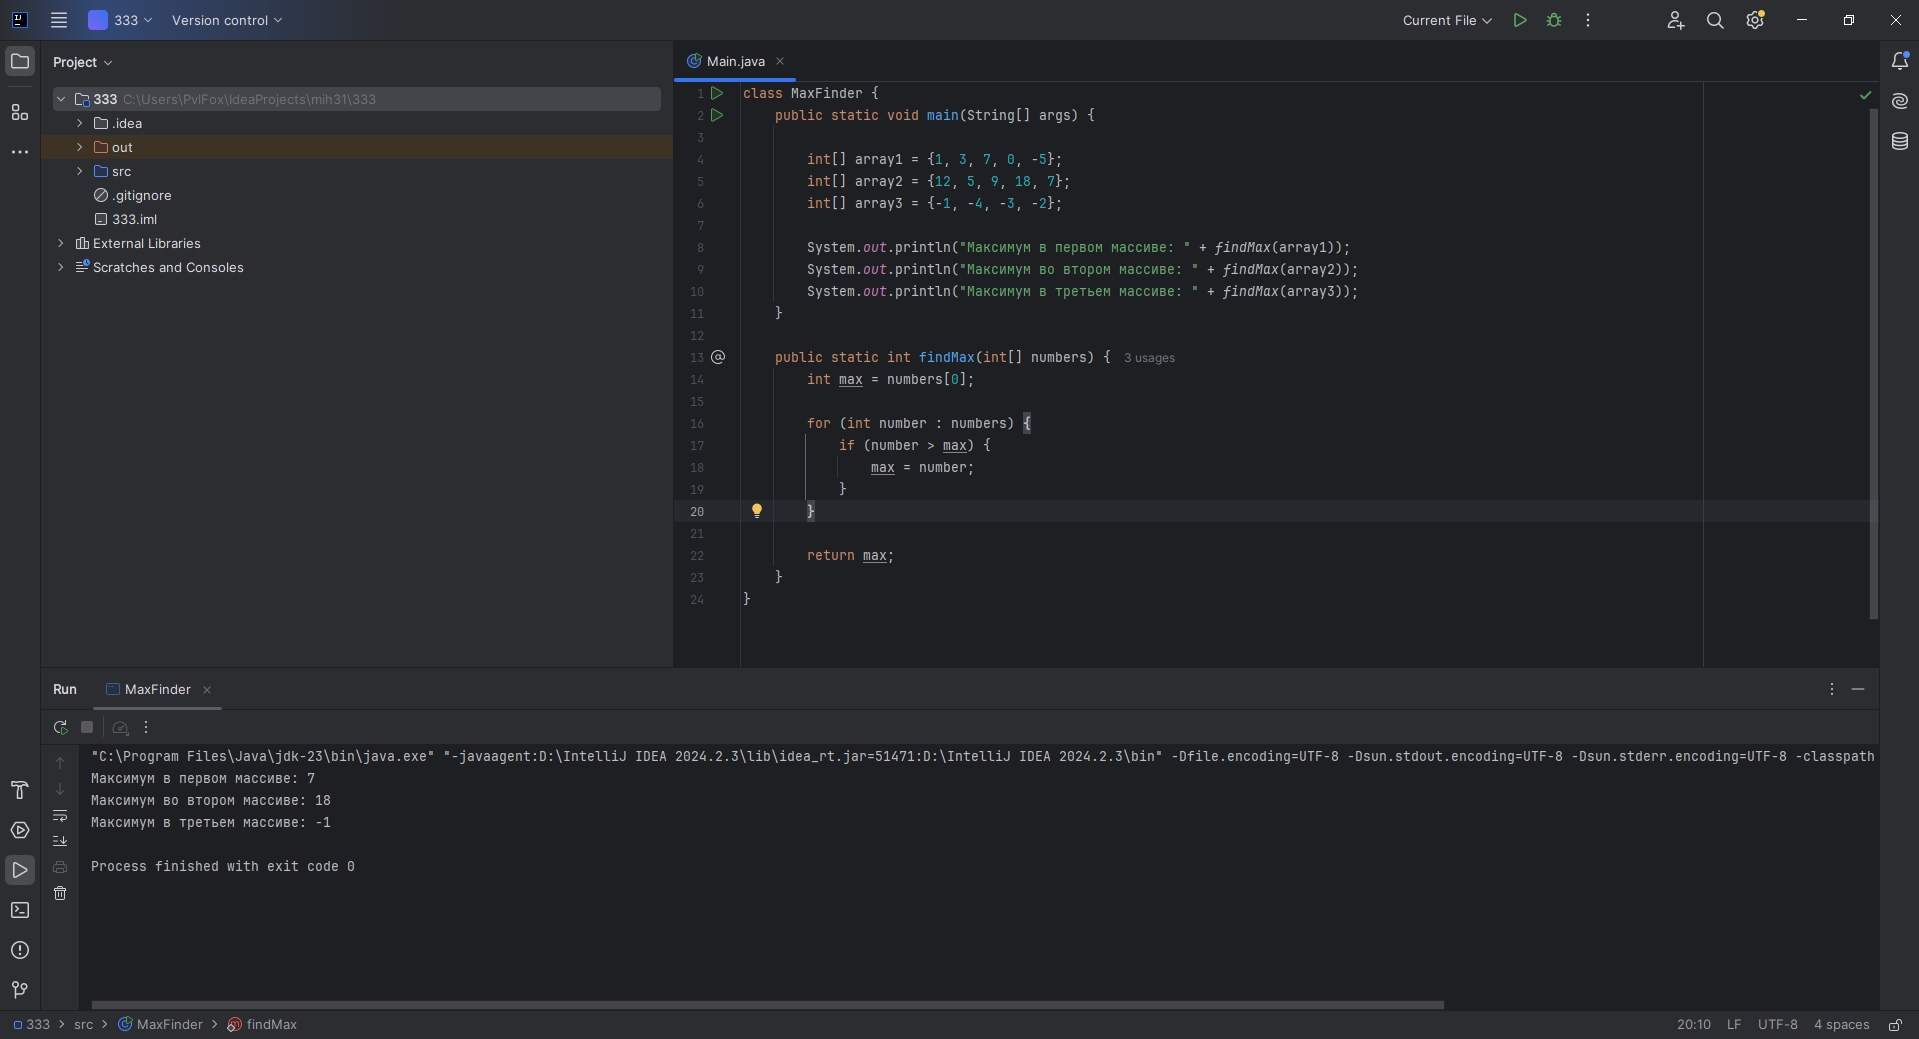 333 Version control Current File
Project
333 C:\Users\PvlFox\IdeaProjects\mih31\333
.idea
out
src
.gitignore
333.iml
External Libraries
Scratches and Consoles
Main.java
1 class MaxFinder {
2 public static void main(String[] args) {
3
4 int[] array1 = {1, 3, 7, 0, -5};
5 int[] array2 = {12, 5, 9, 18, 7};
6 int[] array3 = {-1, -4, -3, -2};
7
8 System.out.println("Максимум в первом массиве: " + findMax(array1));
9 System.out.println("Максимум во втором массиве: " + findMax(array2));
10 System.out.println("Максимум в третьем массиве: " + findMax(array3));
11 }
12
13 public static int findMax(int[] numbers) { 3 usages
14 int max = numbers[0];
15
16 for (int number : numbers) {
17 if (number > max) {
18 max = number;
19 }
20 }
21
22 return max;
23 }
24 }
Run MaxFinder
"C:\Program Files\Java\jdk-23\bin\java.exe" "-javaagent:D:\IntelliJ IDEA 2024.2.3\lib\idea_rt.jar=51471:D:\IntelliJ IDEA 2024.2.3\bin" -Dfile.encoding=UTF-8 -Dsun.stdout.encoding=UTF-8 -Dsun.stderr.encoding=UTF-8 -classpath
Максимум в первом массиве: 7
Максимум во втором массиве: 18
Максимум в третьем массиве: -1
Process finished with exit code 0
333 > src > MaxFinder > findMax 20:10 LF UTF-8 4 spaces